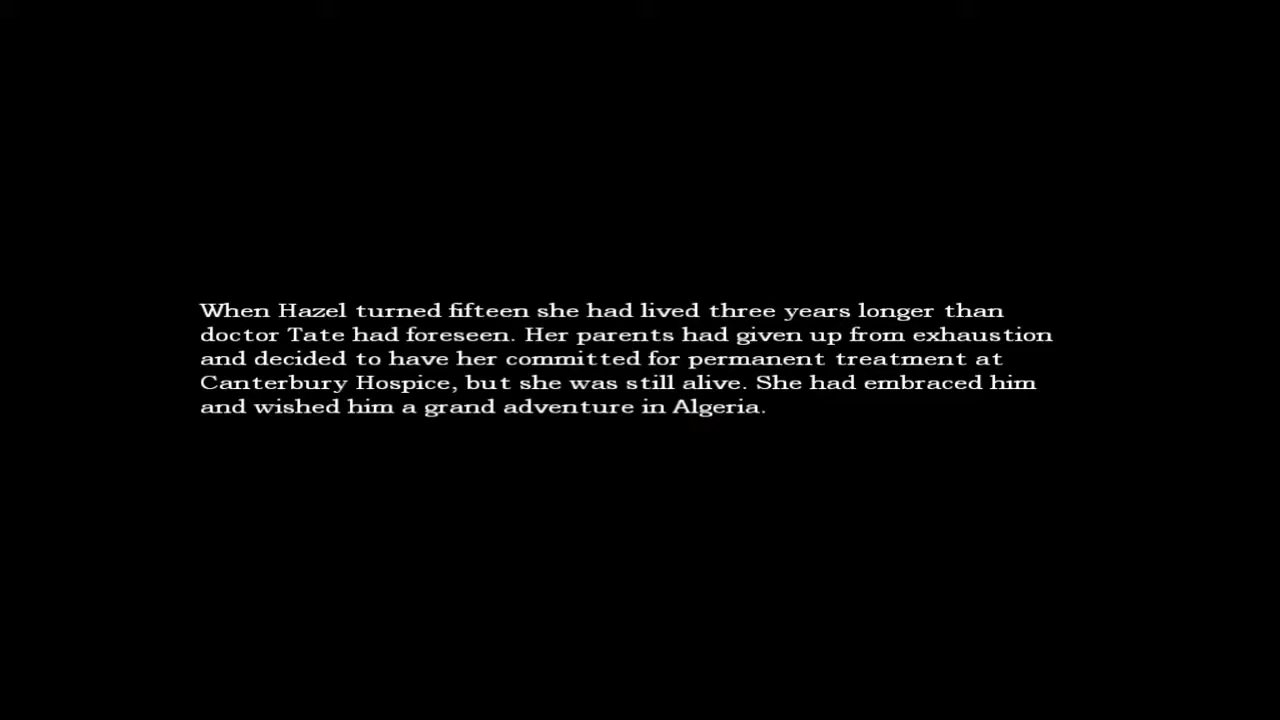 When Hazel turned fifteen she had lived three years longer than
doctor Tate had foreseen. Her parents had given up from exhaustion
and decided to have her committed for permanent treatment at
Canterbury Hospice, but she was still alive. She had embraced him
and wished him a grand adventure in Algeria.